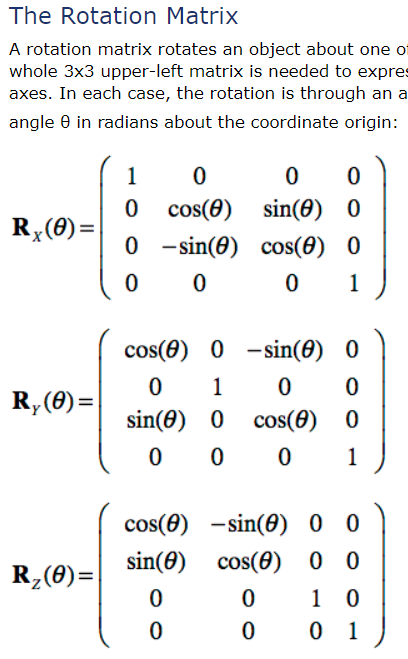 The Rotation Matrix
A rotation matrix rotates an object about one o
whole 3x3 upper-left matrix is needed to expres
axes. In each case, the rotation is through an a
angle θ in radians about the coordinate origin:
R_X(θ) =
1 0 0 0
0 cos(θ) sin(θ) 0
0 −sin(θ) cos(θ) 0
0 0 0 1
R_Y(θ) =
cos(θ) 0 −sin(θ) 0
0 1 0 0
sin(θ) 0 cos(θ) 0
0 0 0 1
R_Z(θ) =
cos(θ) −sin(θ) 0 0
sin(θ) cos(θ) 0 0
0 0 1 0
0 0 0 1